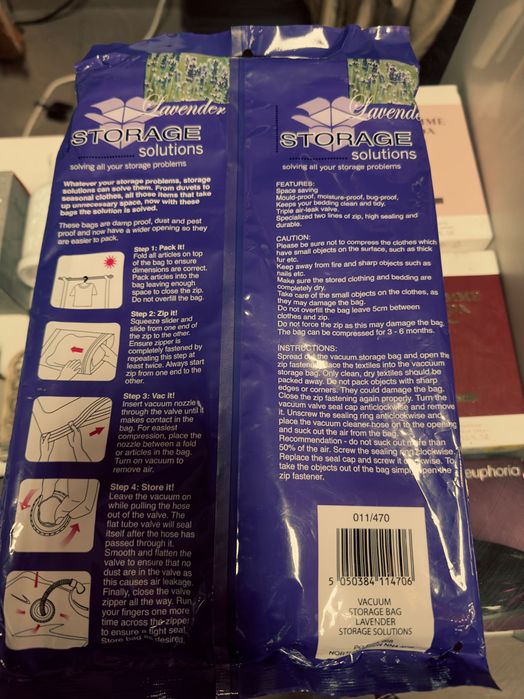 Lavender
STORAGE
solutions
solving all your storage problems
Whatever your storage problems, storage
solutions can solve them. From duvets to
seasonal clothes, all those items that take
up unnecessary space, now with these
bags the solution is solved.
These bags are damp proof, dust and pest
proof and now have a wider opening so they
are easier to pack.
Step 1: Pack it!
Fold all articles on top
of the bag to ensure
dimensions are correct.
Pack articles into the
bag leaving enough
space to close the zip.
Do not overfill the bag.
Step 2: Zip it!
Squeeze slider and
slide from one end of
the zip to the other.
Ensure zipper is
completely fastened by
repeating this step at
least twice. Always start
zip from one end to the
other.
Step 3: Vac it!
Insert vacuum nozzle
through the valve until it
makes contact in the
bag. For easiest
compression, place the
nozzle between a fold
or articles in the bag.
Turn on vacuum to
remove air.
Step 4: Store it!
Leave the vacuum on
while pulling the hose
out of the valve. The
flat tube valve will seal
itself after the hose has
passed through it.
Smooth and flatten the
valve to ensure that no
dust are in the valve as
this causes air leakage.
Finally, close the valve
zipper all the way. Run
your fingers one more
time across the zipper
to ensure a tight seal.
Store bag as desired.
Lavender
STORAGE
solutions
solving all your storage problems
FEATURES:
Space saving
Mould-proof, moisture-proof, bug-proof,
Keeps your bedding clean and tidy.
Triple air-leak valve.
Specialized two lines of zip, high sealing and
durable.
CAUTION:
Please be sure not to compress the clothes which
have small objects on the surface, such as thick
fur etc.
Keep away from fire and sharp objects such as
nails etc.
Make sure the stored clothing and bedding are
completely dry.
Take care of the small objects on the clothes, as
they may damage the bag.
Do not overfill the bag leave 5cm between
clothes and zip.
Do not force the zip as this may damage the bag.
The bag can be compressed for 3 - 6 months.
INSTRUCTIONS:
Spread out the vacuum storage bag and open the
zip fastening. Place the textiles into the vacuum
storage bag. Only clean, dry textiles should be
packed away. Do not pack objects with sharp
edges or corners. They could damage the bag.
Close the zip fastening again properly. Turn the
vacuum valve seal cap anticlockwise and remove
it. Unscrew the sealing ring anticlockwise and
place the vacuum cleaner hose on to the opening
and suck out the air from the bag.
Recommendation - do not suck out more than
50% of the air. Screw the sealing ring clockwise.
Replace the seal cap and screw it clockwise. To
take the objects out of the bag simply open the
zip fastener.
011/470
5 050384 114706
VACUUM
STORAGE BAG
LAVENDER
STORAGE SOLUTIONS
euphoria